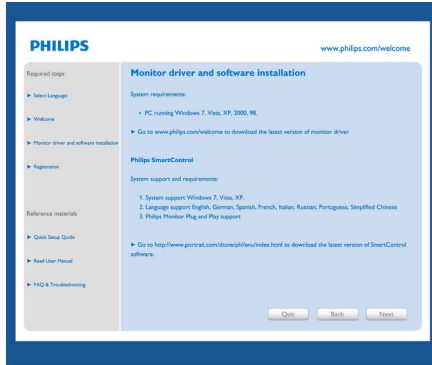 PHILIPS
www.philips.com/welcome
Required steps
► Select Language
► Welcome
► Monitor driver and software installation
► Registration
Reference materials
► Quick Setup Guide
► Read User Manual
► FAQ & Troubleshooting
Monitor driver and software installation
System requirements:
• PC running Windows 7, Vista, XP, 2000, 98.
► Go to www.philips.com/welcome to download the latest version of monitor driver
Philips SmartControl
System support and requirements:
1. System support Windows 7, Vista, XP.
2. Language support English, German, Spanish, French, Italian, Russian, Portuguese, Simplified Chinese
3. Philips Monitor Plug and Play support
► Go to http://www.portrait.com/dtune/phl/enu/index.html to download the latest version of SmartControl
software.
Quit
Back
Next